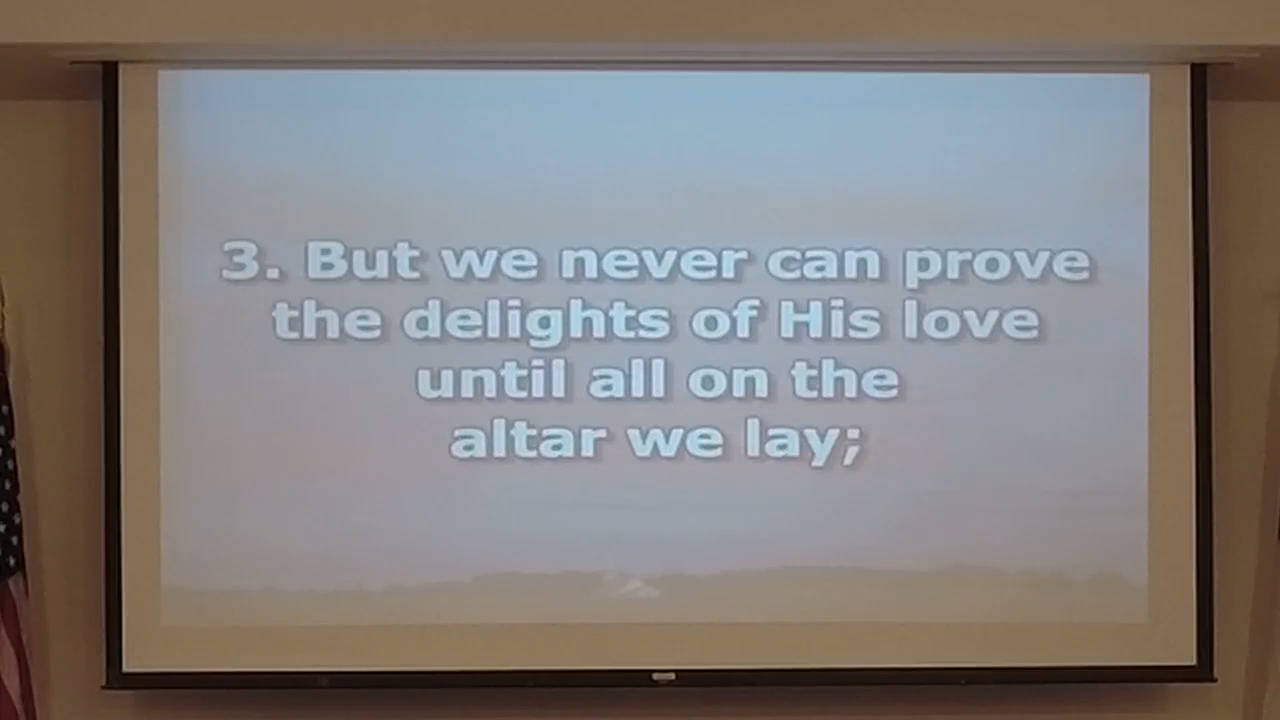 3. But we never can prove
the delights of His love
until all on the
altar we lay;